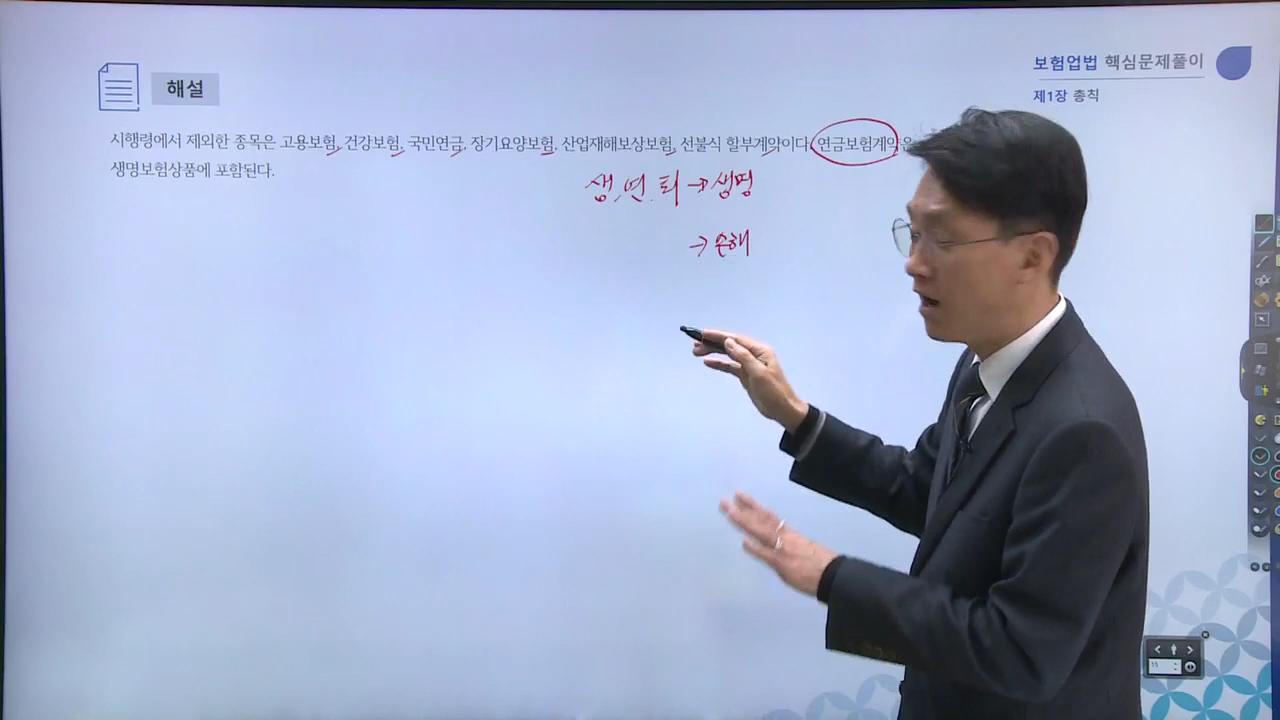 보험업법 핵심문제풀이
제1장 총칙
해설
시행령에서 제외한 종목은 고용보험, 건강보험, 국민연금, 장기요양보험, 산업재해보상보험, 선불식 할부계약이다. 연금보험계약은
생명보험상품에 포함된다.
생, 연, 퇴 → 생명
→ 손해
15